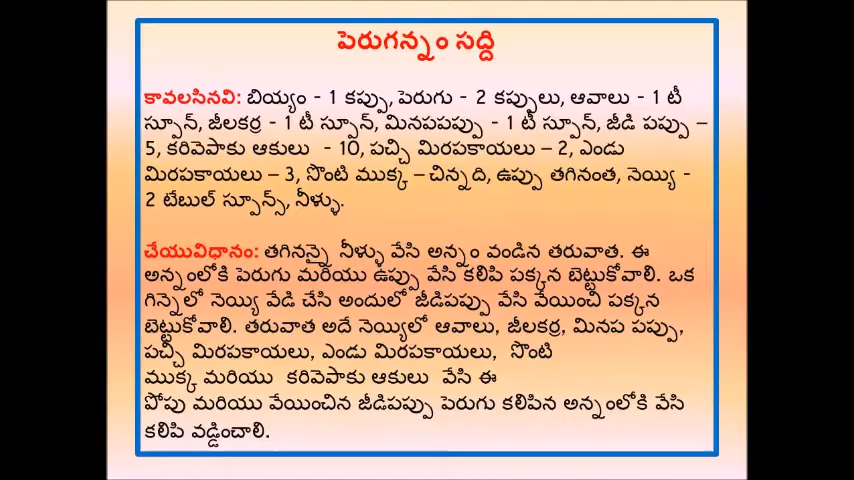 పెరుగన్నం సద్ది
కావలసినవి: బియ్యం - 1 కప్పు, పెరుగు - 2 కప్పులు, ఆవాలు - 1 టీ
స్పూన్, జీలకర్ర - 1 టీ స్పూన్, మినపపప్పు - 1 టీ స్పూన్, జీడి పప్పు –
5, కరివెపాకు ఆకులు - 10, పచ్చి మిరపకాయలు – 2, ఎండు
మిరపకాయలు – 3, సొంటి ముక్క – చిన్నది, ఉప్పు తగినంత, నెయ్యి -
2 టేబుల్ స్పూన్స్, నీళ్ళు.
చేయువిధానం: తగినన్నై నీళ్ళు వేసి అన్నం వండిన తరువాత. ఈ
అన్నంలోకి పెరుగు మరియు ఉప్పు వేసి కలిపి పక్కన బెట్టుకోవాలి. ఒక
గిన్నెలో నెయ్యి వేడి చేసి అందులో జీడిపప్పు వేసి వేయించి పక్కన
బెట్టుకోవాలి. తరువాత అదే నెయ్యిలో ఆవాలు, జీలకర్ర, మినప పప్పు,
పచ్చి మిరపకాయలు, ఎండు మిరపకాయలు, సొంటి
ముక్క మరియు కరివెపాకు ఆకులు వేసి ఈ
పోపు మరియు వేయించిన జీడిపప్పు పెరుగు కలిపిన అన్నంలోకి వేసి
కలిపి వడ్డించాలి.